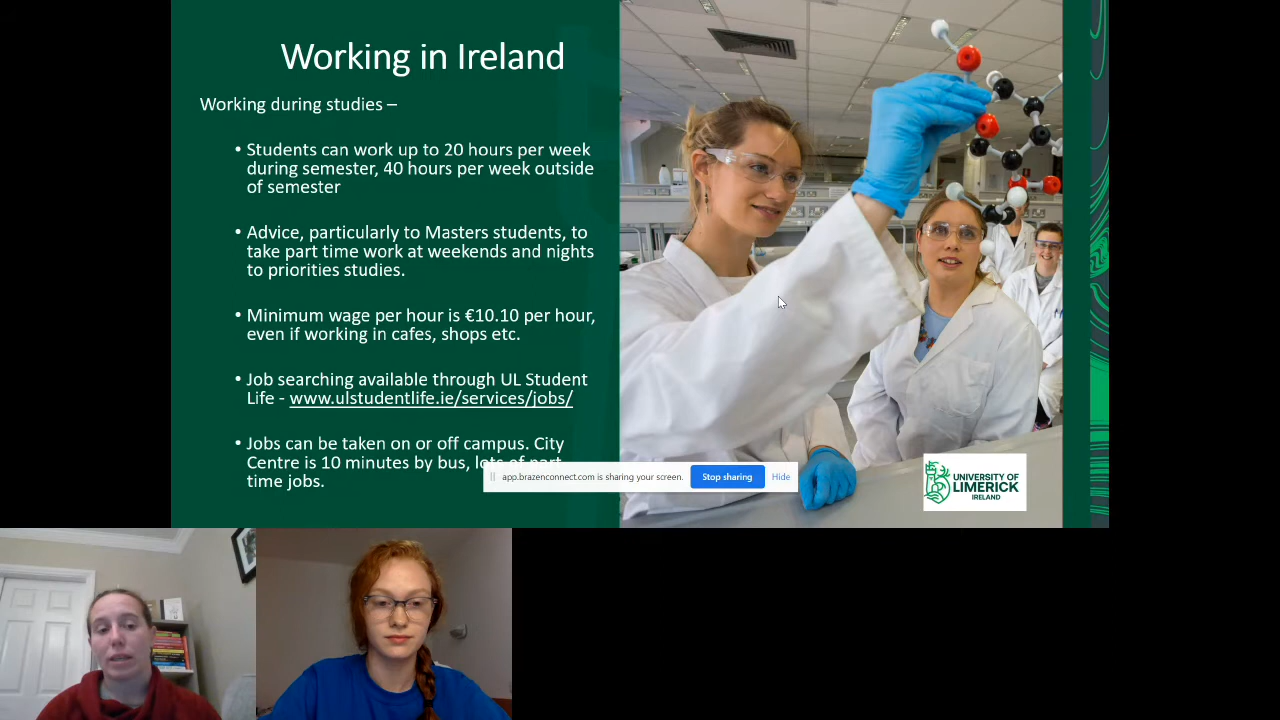 Working in Ireland
Working during studies –
• Students can work up to 20 hours per week
during semester, 40 hours per week outside
of semester
• Advice, particularly to Masters students, to
take part time work at weekends and nights
to priorities studies.
• Minimum wage per hour is €10.10 per hour,
even if working in cafes, shops etc.
• Job searching available through UL Student
Life - www.ulstudentlife.ie/services/jobs/
• Jobs can be taken on or off campus. City
Centre is 10 minutes by bus, lots of part
time jobs.
app.brazenconnect.com is sharing your screen. Stop sharing Hide
UNIVERSITY OF
LIMERICK
IRELAND